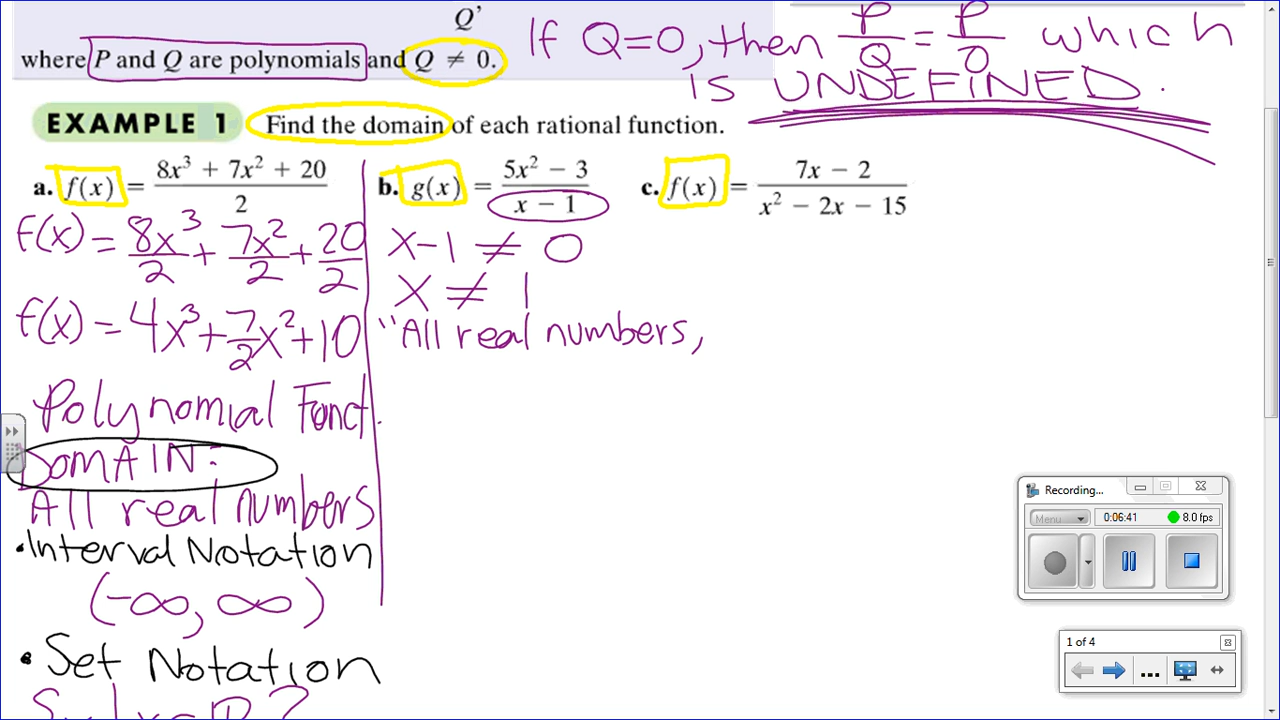 Q'
where P and Q are polynomials and Q ≠ 0.
If Q=0, then P/Q = P/0 which
is UNDEFINED.
EXAMPLE 1 Find the domain of each rational function.
a. f(x) = (8x³ + 7x² + 20)/2
b. g(x) = (5x² − 3)/(x − 1)
c. f(x) = (7x − 2)/(x² − 2x − 15)
f(x) = 8x³/2 + 7x²/2 + 20/2
f(x) = 4x³ + 7/2x² + 10
Polynomial Funct.
DOMAIN:
All real numbers
• Interval Notation
(-∞, ∞)
• Set Notation
x-1 ≠ 0
x ≠ 1
"All real numbers,
Recording...
Menu
0:06:41
8.0 fps
1 of 4